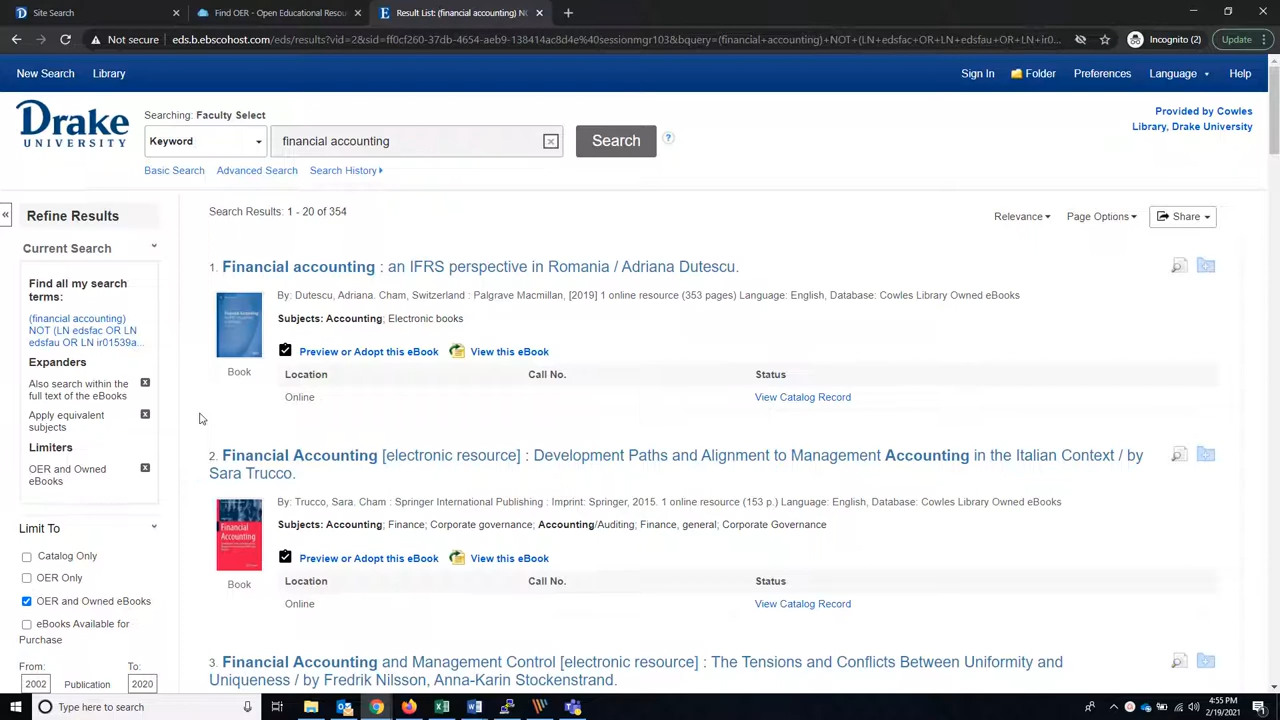 Site Search
Find OER - Open Educational Resou
Result List: (financial accounting) NO
Not secure
eds.b.ebscohost.com/eds/results?vid=2&sid=ff0cf260-37db-4654-aeb9-138414ac8d4e%40sessionmgr103&bquery=(financial+accounting)+NOT+(LN+edsfac+OR+LN+edsfau+OR+LN+ir0...
Incognito (2)
Update
New Search
Library
Sign In
Folder
Preferences
Language
Help
Drake
UNIVERSITY
Searching: Faculty Select
Keyword
financial accounting
Search
Provided by Cowles
Library, Drake University
Basic Search
Advanced Search
Search History
Refine Results
Current Search
Find all my search
terms:
(financial accounting)
NOT (LN edsfac OR LN
edsfau OR LN ir01539a...
Expanders
Also search within the
full text of the eBooks
Apply equivalent
subjects
Limiters
OER and Owned
eBooks
Limit To
Catalog Only
OER Only
OER and Owned eBooks
eBooks Available for
Purchase
From:
To:
2002
Publication
2020
Search Results: 1 - 20 of 354
Relevance
Page Options
Share
1. Financial accounting : an IFRS perspective in Romania / Adriana Dutescu.
By: Dutescu, Adriana. Cham, Switzerland : Palgrave Macmillan, [2019] 1 online resource (353 pages) Language: English, Database: Cowles Library Owned eBooks
Subjects: Accounting; Electronic books
Book
Preview or Adopt this eBook
View this eBook
Location
Call No.
Status
Online
View Catalog Record
2. Financial Accounting [electronic resource] : Development Paths and Alignment to Management Accounting in the Italian Context / by
Sara Trucco.
By: Trucco, Sara. Cham : Springer International Publishing : Imprint: Springer, 2015. 1 online resource (153 p.) Language: English, Database: Cowles Library Owned eBooks
Financial
Accounting
Subjects: Accounting; Finance; Corporate governance; Accounting/Auditing; Finance, general; Corporate Governance
Book
Preview or Adopt this eBook
View this eBook
Location
Call No.
Status
Online
View Catalog Record
3. Financial Accounting and Management Control [electronic resource] : The Tensions and Conflicts Between Uniformity and
Uniqueness / by Fredrik Nilsson, Anna-Karin Stockenstrand.
Type here to search
4:55 PM
2/19/2021